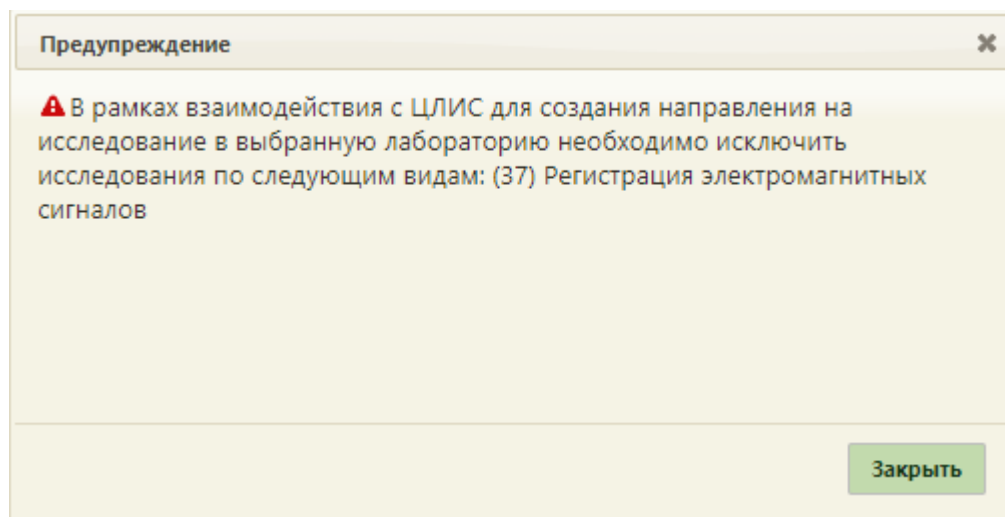 Предупреждение
В рамках взаимодействия с ЦЛИС для создания направления на
исследование в выбранную лабораторию необходимо исключить
исследования по следующим видам: (37) Регистрация электромагнитных
сигналов
Закрыть